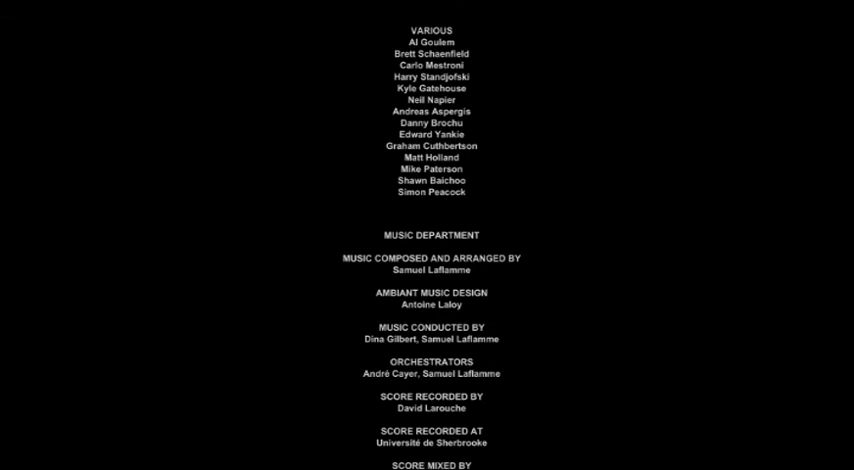 VARIOUS
Al Goulem
Brett Schaenfield
Carlo Mestroni
Harry Standjofski
Kyle Gatehouse
Neil Napier
Andreas Aspergis
Danny Brochu
Edward Yankie
Graham Cuthbertson
Matt Holland
Mike Paterson
Shawn Baichoo
Simon Peacock
MUSIC DEPARTMENT
MUSIC COMPOSED AND ARRANGED BY
Samuel Laflamme
AMBIANT MUSIC DESIGN
Antoine Laloy
MUSIC CONDUCTED BY
Dina Gilbert, Samuel Laflamme
ORCHESTRATORS
André Cayer, Samuel Laflamme
SCORE RECORDED BY
David Larouche
SCORE RECORDED AT
Université de Sherbrooke
SCORE MIXED BY